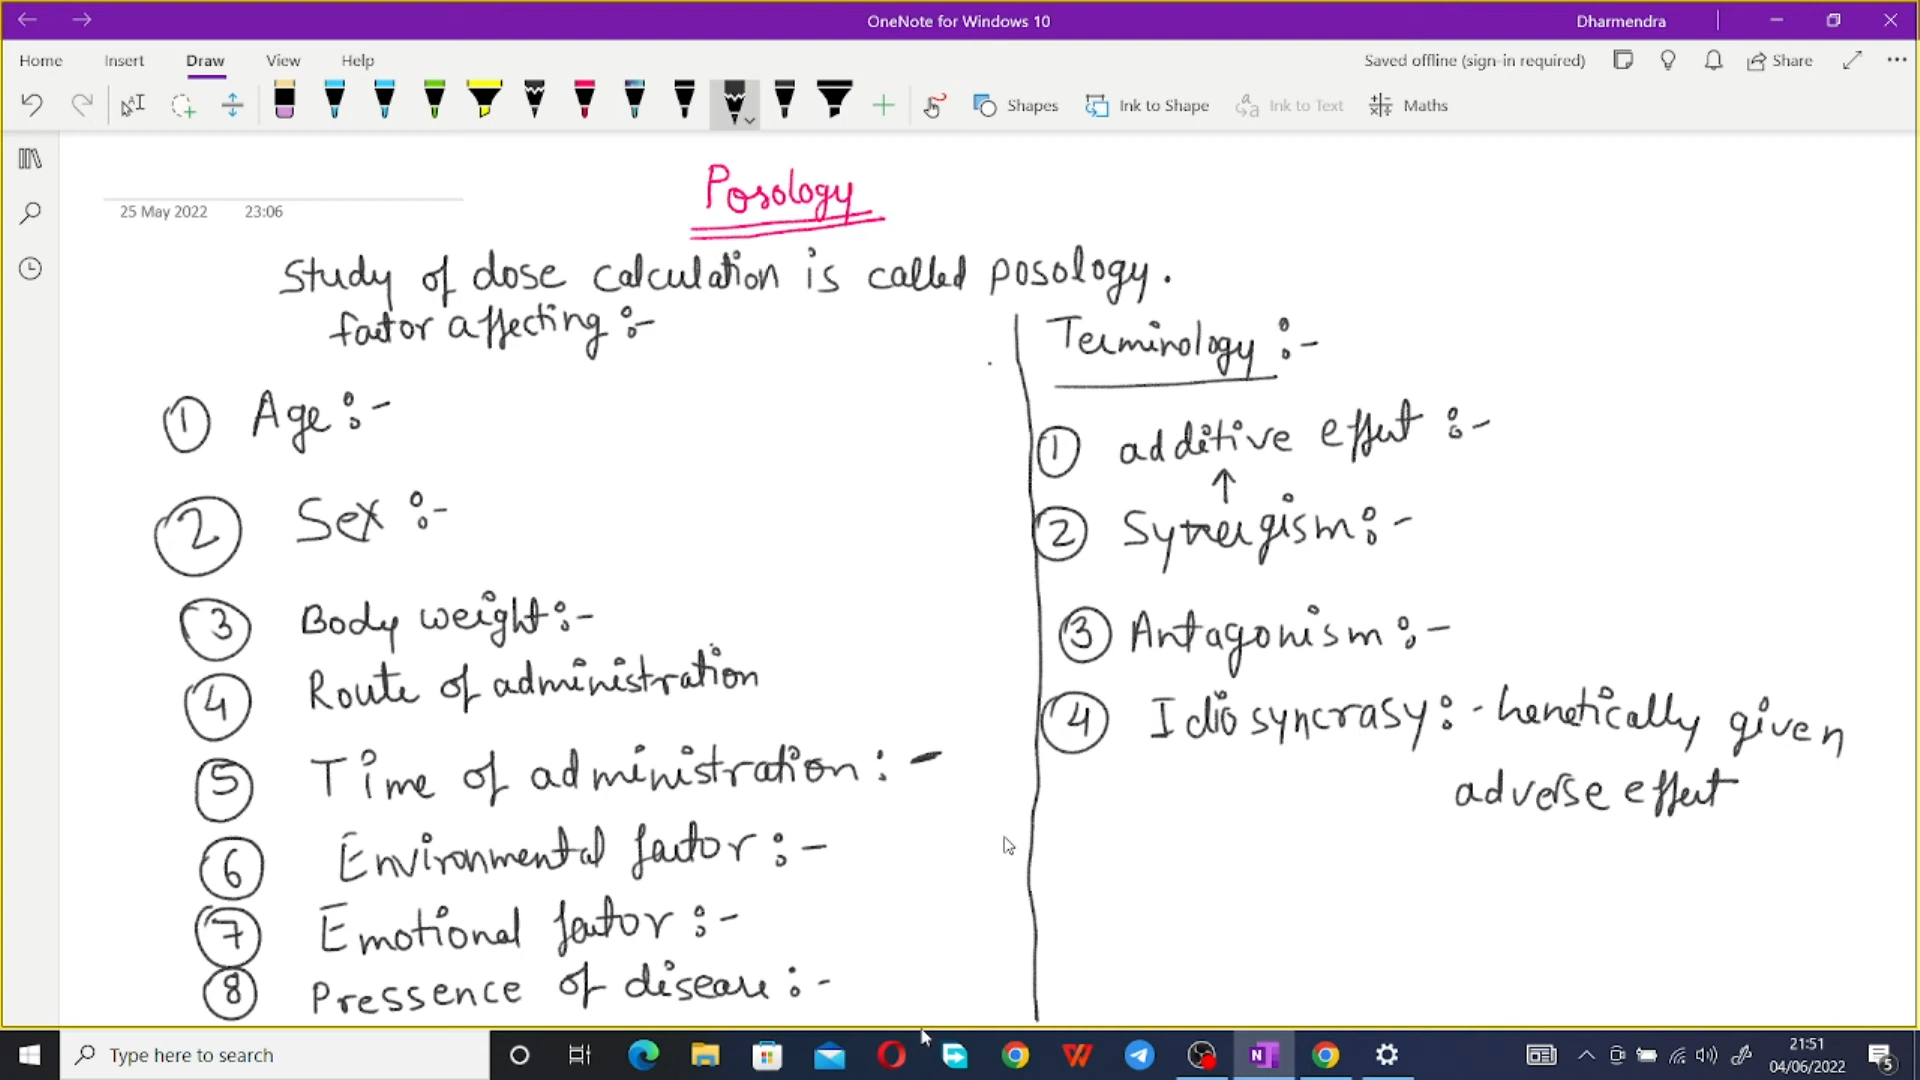 OneNote for Windows 10
Dharmendra
Home Insert Draw View Help
Saved offline (sign-in required)
Share
Shapes
Ink to Shape
Ink to Text
Maths
25 May 2022 23:06
Posology
Study of dose calculation is called posology.
factor affecting :-
① Age :-
② Sex :-
③ Body weight :-
④ Route of administration
⑤ Time of administration : -
⑥ Environmental factor : -
⑦ Emotional factor : -
⑧ Pressence of disease : -
Terminology :-
① additive effect :-
↑
② Synergism :-
③ Antagonism :-
④ Idiosyncrasy : - henetically given
adverse effect
Type here to search
21:51
04/06/2022
5